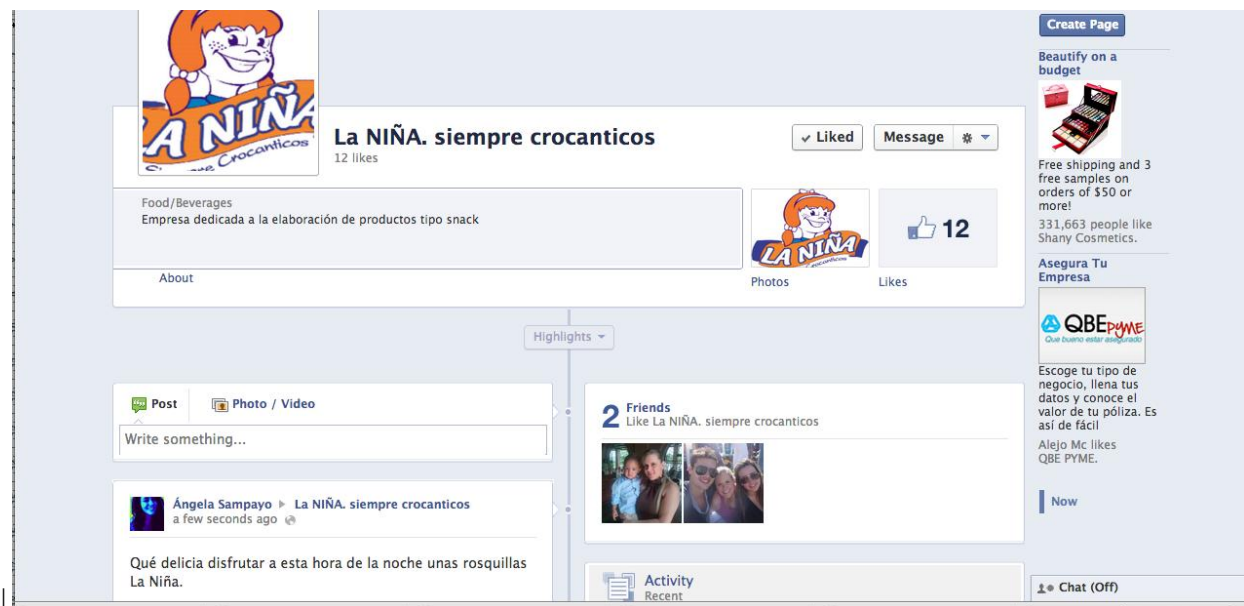 LA NIÑA
Siempre Crocanticos
La NIÑA. siempre crocanticos
12 likes
✓ Liked
Message
Food/Beverages
Empresa dedicada a la elaboración de productos tipo snack
About
LA NIÑA
Crocanticos
Photos
12
Likes
Highlights
Post
Photo / Video
Write something...
Ángela Sampayo ▸ La NIÑA. siempre crocanticos
a few seconds ago
Qué delicia disfrutar a esta hora de la noche unas rosquillas
La Niña.
2 Friends
Like La NIÑA. siempre crocanticos
Activity
Recent
Create Page
Beautify on a
budget
Free shipping and 3
free samples on
orders of $50 or
more!
331,663 people like
Shany Cosmetics.
Asegura Tu
Empresa
QBE PYME
Que bueno estar asegurado
Escoge tu tipo de
negocio, llena tus
datos y conoce el
valor de tu póliza. Es
así de fácil
Alejo Mc likes
QBE PYME.
Now
Chat (Off)